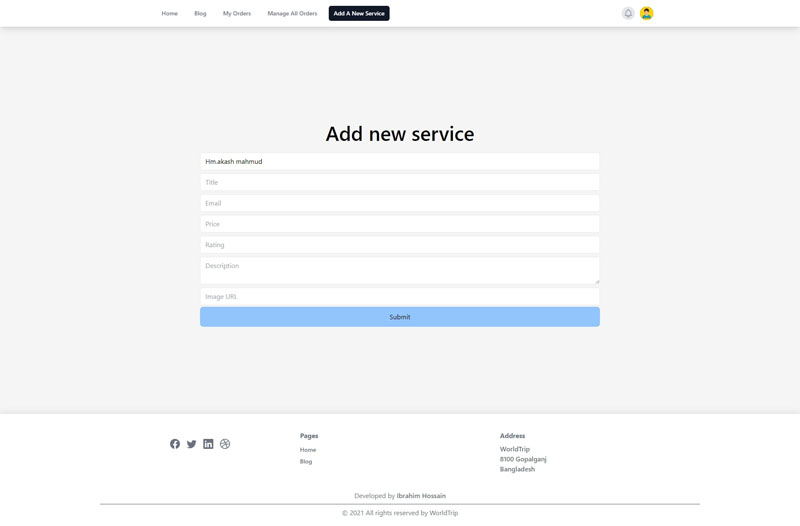 Home Blog My Orders Manage All Orders Add A New Service
Add new service
Hm.akash mahmud
Title
Email
Price
Rating
Description
Image URL
Submit
Pages
Home
Blog
Address
WorldTrip
8100 Gopalganj
Bangladesh
Developed by Ibrahim Hossain
© 2021 All rights reserved by WorldTrip